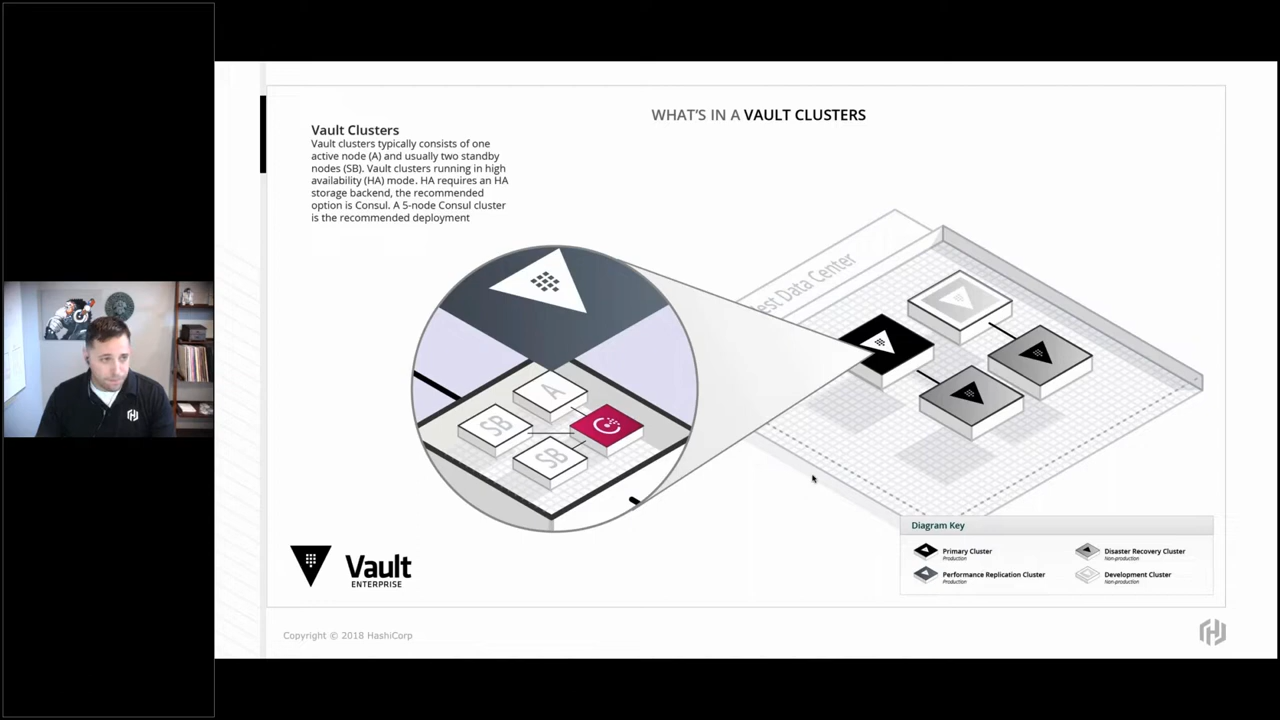 WHAT'S IN A VAULT CLUSTERS
Vault Clusters
Vault clusters typically consists of one
active node (A) and usually two standby
nodes (SB). Vault clusters running in high
availability (HA) mode. HA requires an HA
storage backend, the recommended
option is Consul. A 5-node Consul cluster
is the recommended deployment
Data Center
A
SB
SB
Diagram Key
Primary Cluster
Production
Disaster Recovery Cluster
Non-production
Performance Replication Cluster
Production
Development Cluster
Non-production
Vault
ENTERPRISE
Copyright © 2018 HashiCorp